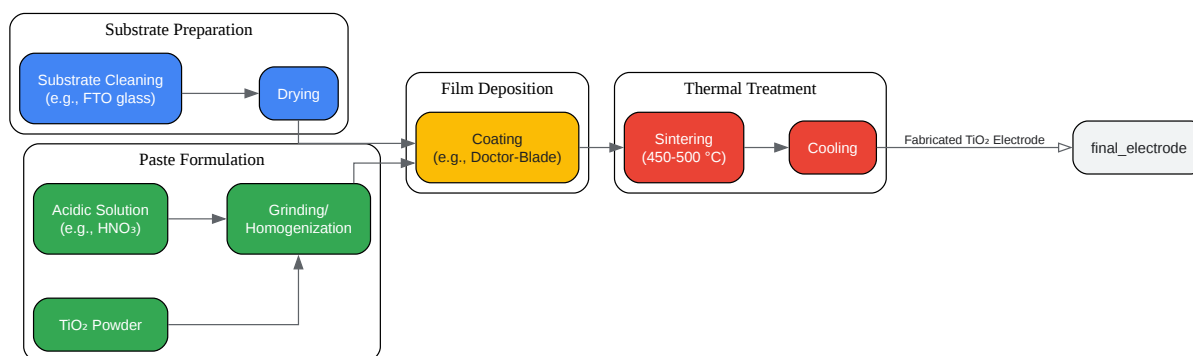 Substrate Preparation
Substrate Cleaning
(e.g., FTO glass)
Drying
Film Deposition
Coating
(e.g., Doctor-Blade)
Thermal Treatment
Sintering
(450-500 °C)
Cooling
Fabricated TiO₂ Electrode
final_electrode
Paste Formulation
Acidic Solution
(e.g., HNO₃)
Grinding/
Homogenization
TiO₂ Powder